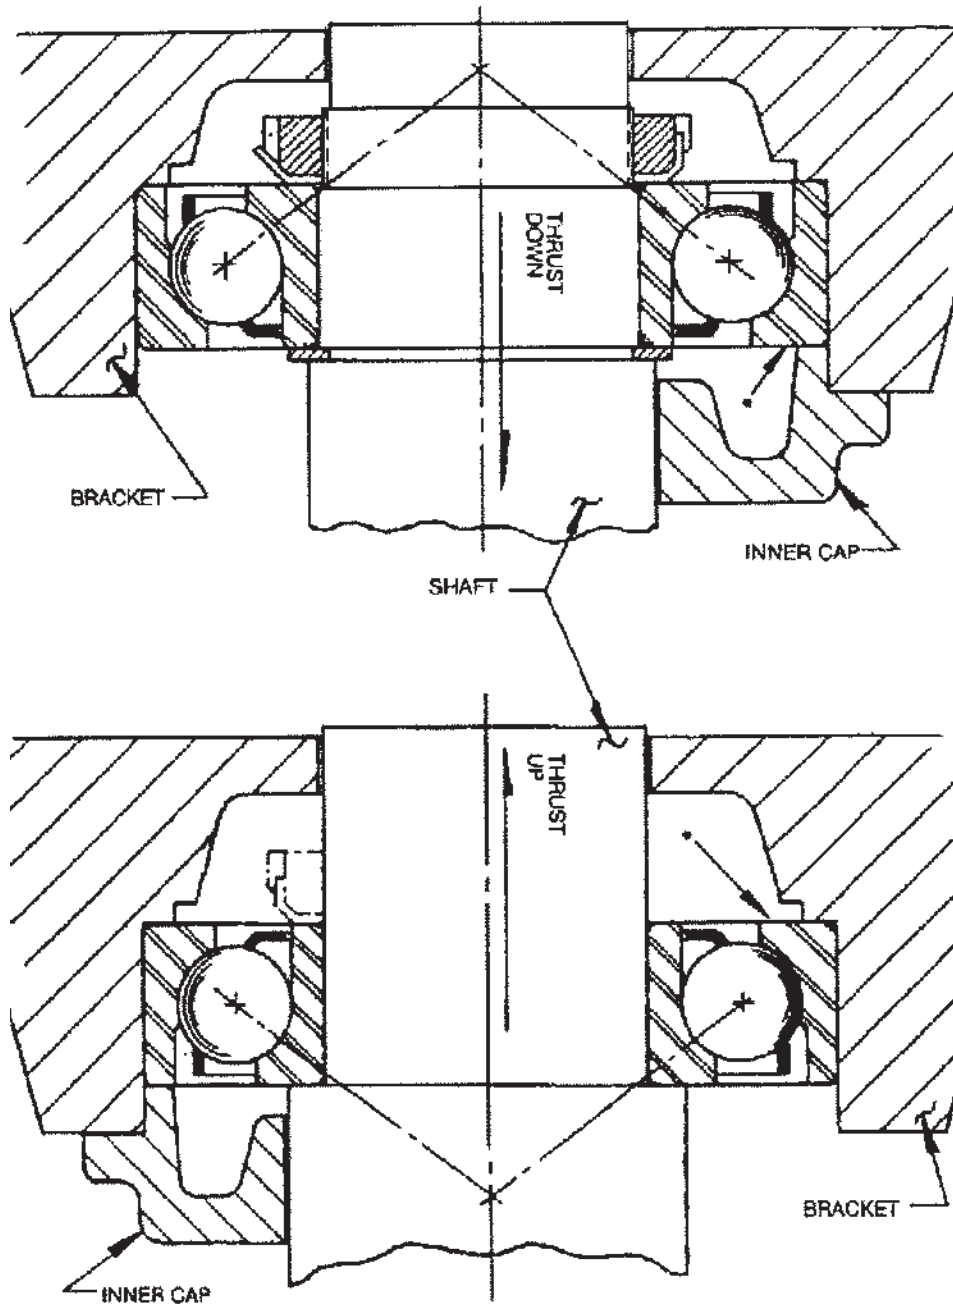 THRUST
DOWN
BRACKET
INNER CAP
SHAFT
THRUST
UP
BRACKET
INNER CAP